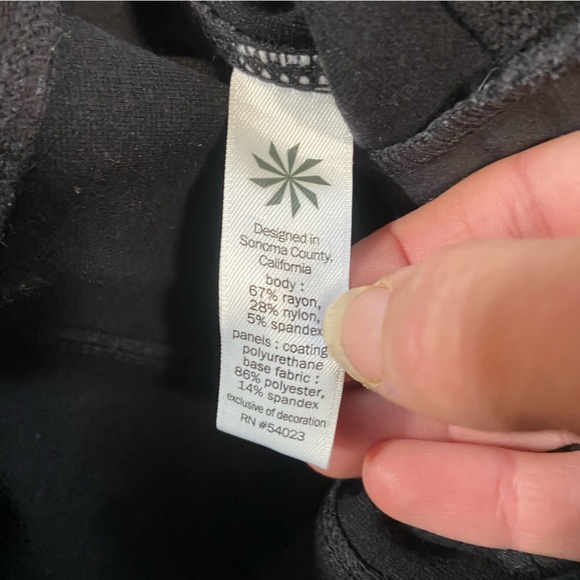 Designed in
Sonoma County,
California
body :
67% rayon,
28% nylon,
5% spandex
panels : coating
polyurethane
base fabric :
86% polyester,
14% spandex
exclusive of decoration
RN #54023